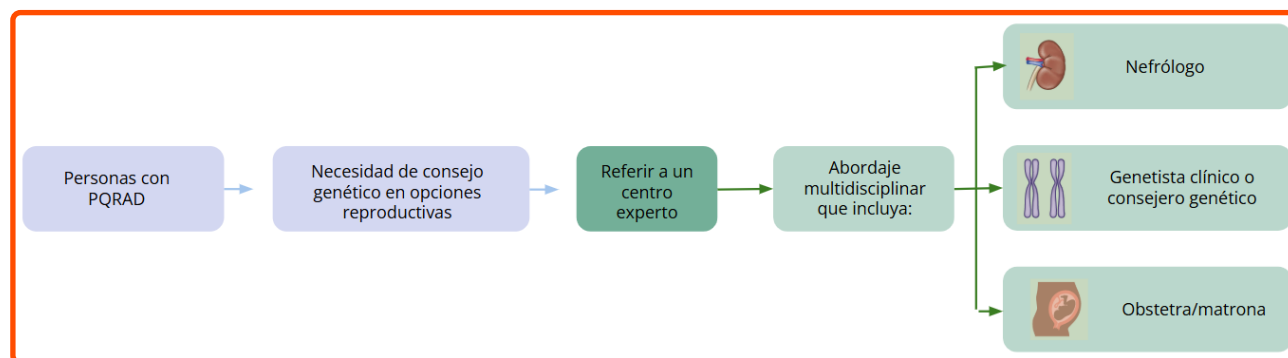 Personas con
PQRAD
Necesidad de consejo
genético en opciones
reproductivas
Referir a un
centro
experto
Abordaje
multidisciplinar
que incluya:
Nefrólogo
Genetista clínico o
consejero genético
Obstetra/matrona